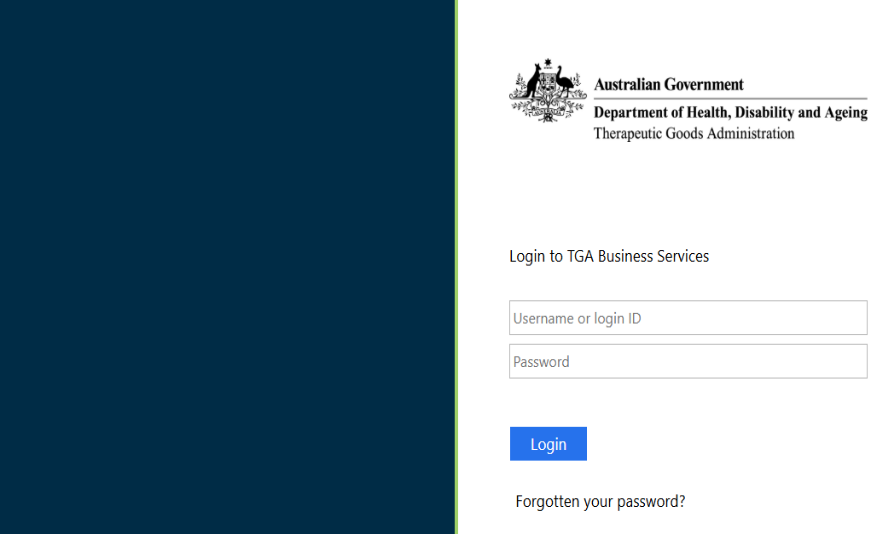 Australian Government
Department of Health, Disability and Ageing
Therapeutic Goods Administration
Login to TGA Business Services
Username or login ID
Password
Login
Forgotten your password?